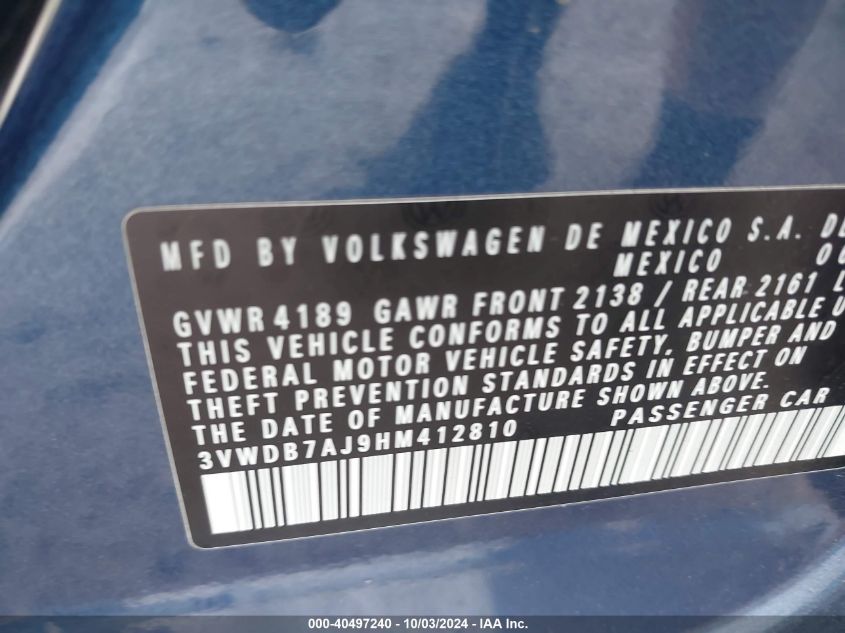 MFD BY VOLKSWAGEN DE MEXICO S.A.
MEXICO
GVWR 4189 GAWR FRONT 2138 / REAR 2161
THIS VEHICLE CONFORMS TO ALL APPLICABLE
FEDERAL MOTOR VEHICLE SAFETY, BUMPER AND
THEFT PREVENTION STANDARDS IN EFFECT ON
THE DATE OF MANUFACTURE SHOWN ABOVE.
3VWDB7AJ9HM412810 PASSENGER CAR
000-40497240 - 10/03/2024 - IAA Inc.